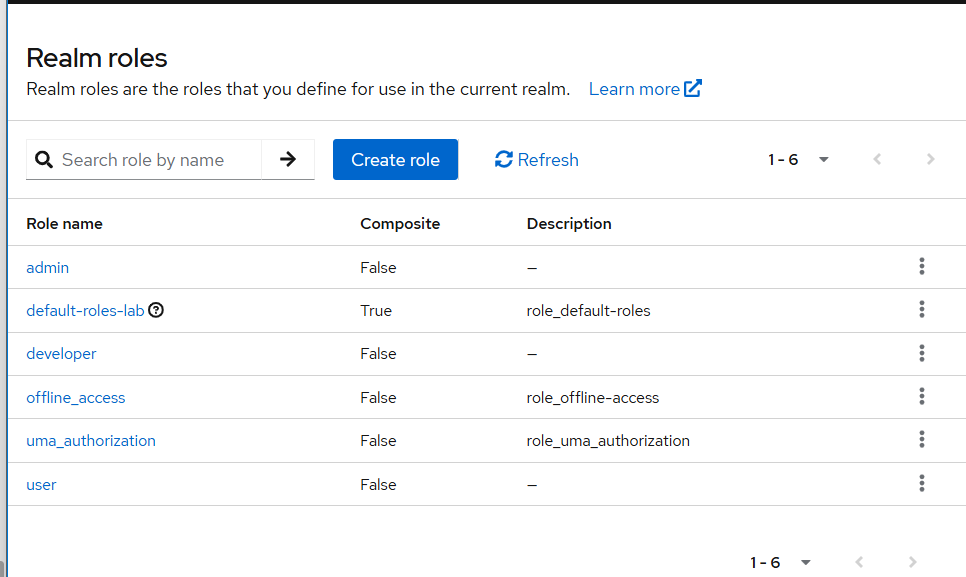 Realm roles
Realm roles are the roles that you define for use in the current realm. Learn more
Search role by name Create role Refresh 1 - 6
Role name Composite Description
admin False –
default-roles-lab True role_default-roles
developer False –
offline_access False role_offline-access
uma_authorization False role_uma_authorization
user False –
1 - 6